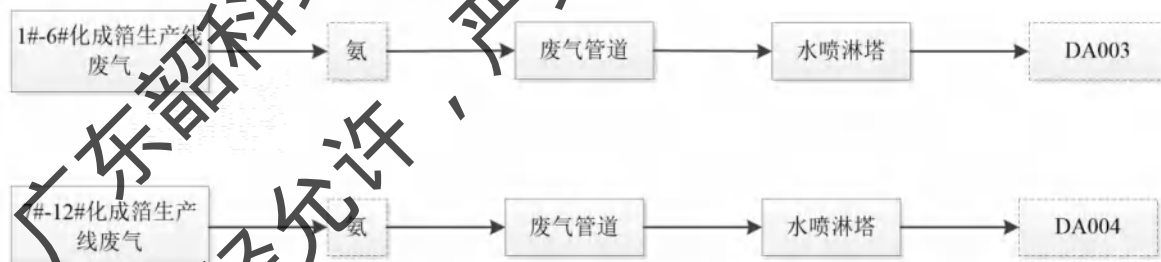 1#-6#化成箔生产线
废气
氨
废气管道
水喷淋塔
DA003
7#-12#化成箔生产
线废气
氨
废气管道
水喷淋塔
DA004
广东韶科
允许，